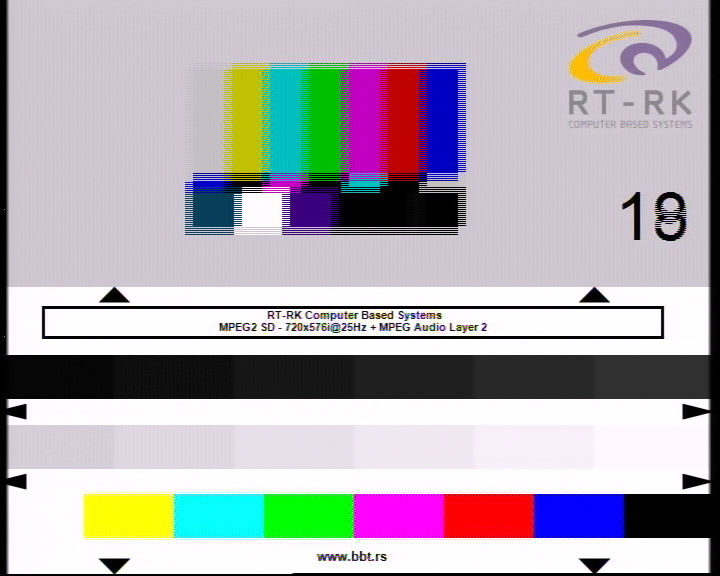 RT-RK
COMPUTER BASED SYSTEMS
RT-RK Computer Based Systems
MPEG2 SD - 720x576i@25Hz + MPEG Audio Layer 2
www.bbt.rs